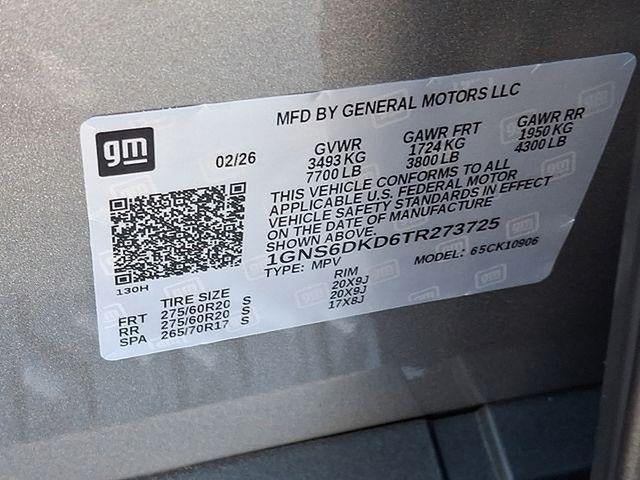 MFD BY GENERAL MOTORS LLC
gm
02/26
GVWR GAWR FRT GAWR RR
3493 KG 1724 KG 1950 KG
7700 LB 3800 LB 4300 LB
THIS VEHICLE CONFORMS TO ALL
APPLICABLE U.S. FEDERAL MOTOR
VEHICLE SAFETY STANDARDS IN EFFECT
ON THE DATE OF MANUFACTURE
SHOWN ABOVE.
1GNS6DKD6TR273725
TYPE: MPV MODEL: 65CK10906
130H
TIRE SIZE RIM
FRT 275/60R20 S 20X9J
RR 275/60R20 S 20X9J
SPA 265/70R17 S 17X8J